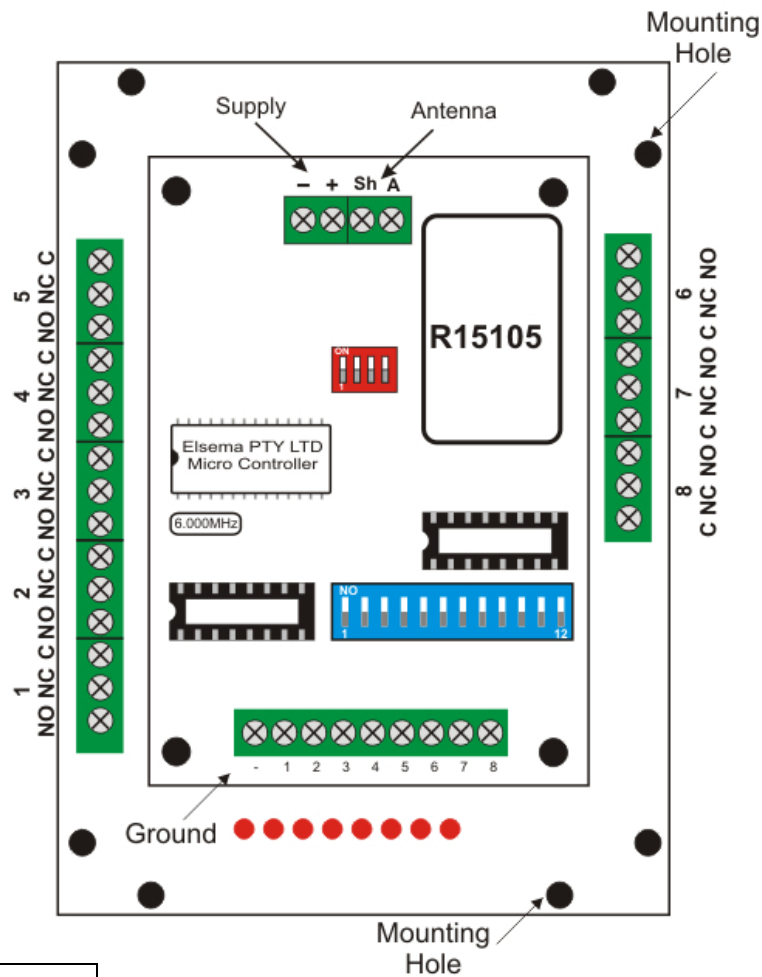 Mounting
Hole
Supply
Antenna
– + Sh A
R15105
ON
1
Elsema PTY LTD
Micro Controller
6.000MHz
NO
1 12
5
NO NC C
4
NO NC C
3
NO NC C
2
NO NC C
1
NO NC C
6
C NC NO
7
C NC NO
8
C NC NO
- 1 2 3 4 5 6 7 8
Ground
Mounting
Hole